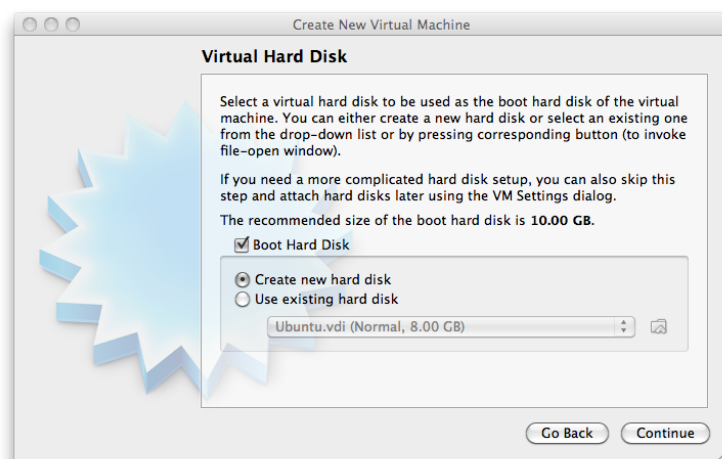 Create New Virtual Machine
Virtual Hard Disk
Select a virtual hard disk to be used as the boot hard disk of the virtual
machine. You can either create a new hard disk or select an existing one
from the drop-down list or by pressing corresponding button (to invoke
file-open window).
If you need a more complicated hard disk setup, you can also skip this
step and attach hard disks later using the VM Settings dialog.
The recommended size of the boot hard disk is 10.00 GB.
Boot Hard Disk
Create new hard disk
Use existing hard disk
Ubuntu.vdi (Normal, 8.00 GB)
Go Back
Continue